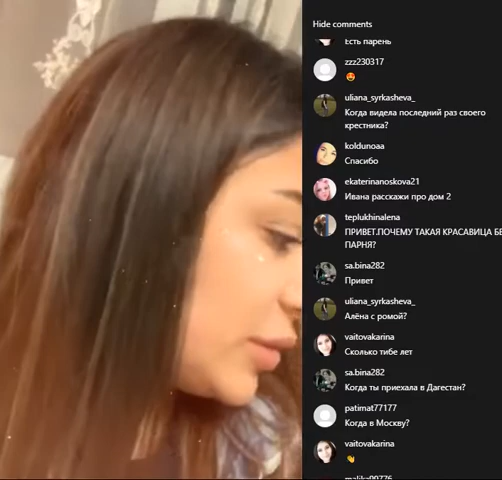 Hide comments
Есть парень
zzz230317
😍
uliana_syrkasheva_
Когда видела последний раз своего
крестника?
koldunoaa
Спасибо
ekaterinanoskova21
Ивана расскажи про дом 2
teplukhinalena
ПРИВЕТ.ПОЧЕМУ ТАКАЯ КРАСАВИЦА БЕ
ПАРНЯ?
sa.bina282
Привет
uliana_syrkasheva_
Алёна с ромой?
vaitovakarina
Сколько тибе лет
sa.bina282
Когда ты приехала в Дагестан?
patimat77177
Когда в Москву?
vaitovakarina
👏